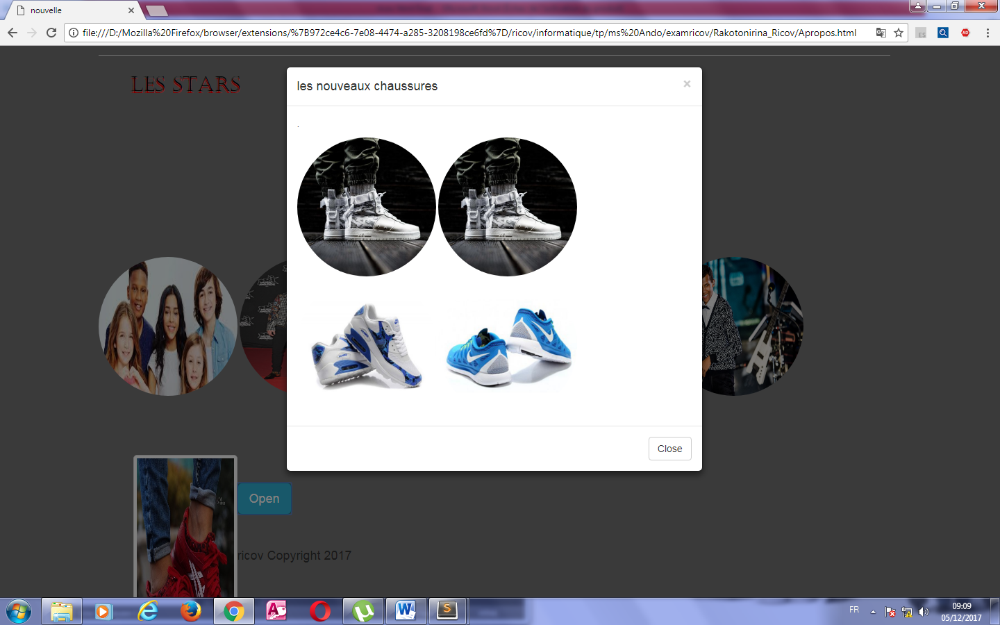 nouvelle
file:///D:/Mozilla%20Firefox/browser/extensions/%7B972ce4c6-7e08-4474-a285-3208198ce6fd%7D/ricov/informatique/tp/ms%20Ando/examricov/Rakotonirina_Ricov/Apropos.html
LES STARS
les nouveaux chaussures
×
.
Close
Open
ricov Copyright 2017
FR
09:09
05/12/2017